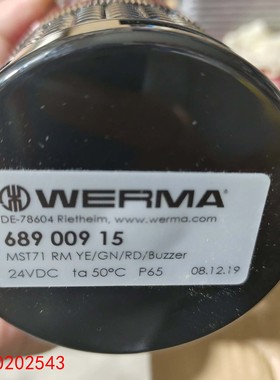 WERMA
DE-78604 Rietheim, www.werma.com
689 009 15
MST71 RM YE/GN/RD/Buzzer
24VDC ta 50°C P65 08.12.19
0202543